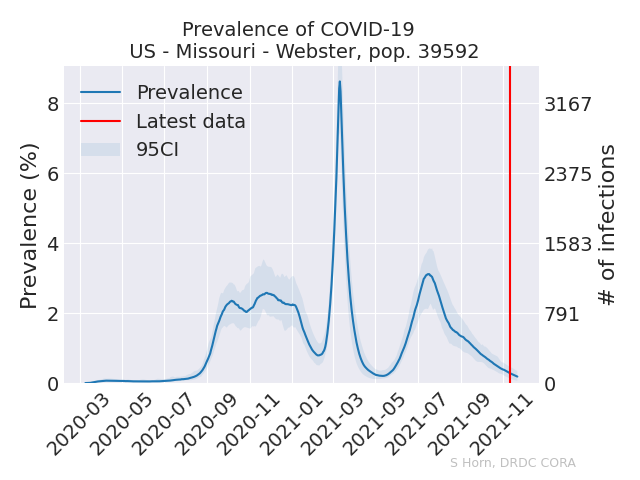 Prevalence of COVID-19
US - Missouri - Webster, pop. 39592
Prevalence
Latest data
95CI
Prevalence (%)
8
6
4
2
0
3167
2375
1583
791
0
# of infections
2020-03
2020-05
2020-07
2020-09
2020-11
2021-01
2021-03
2021-05
2021-07
2021-09
2021-11
S Horn, DRDC CORA